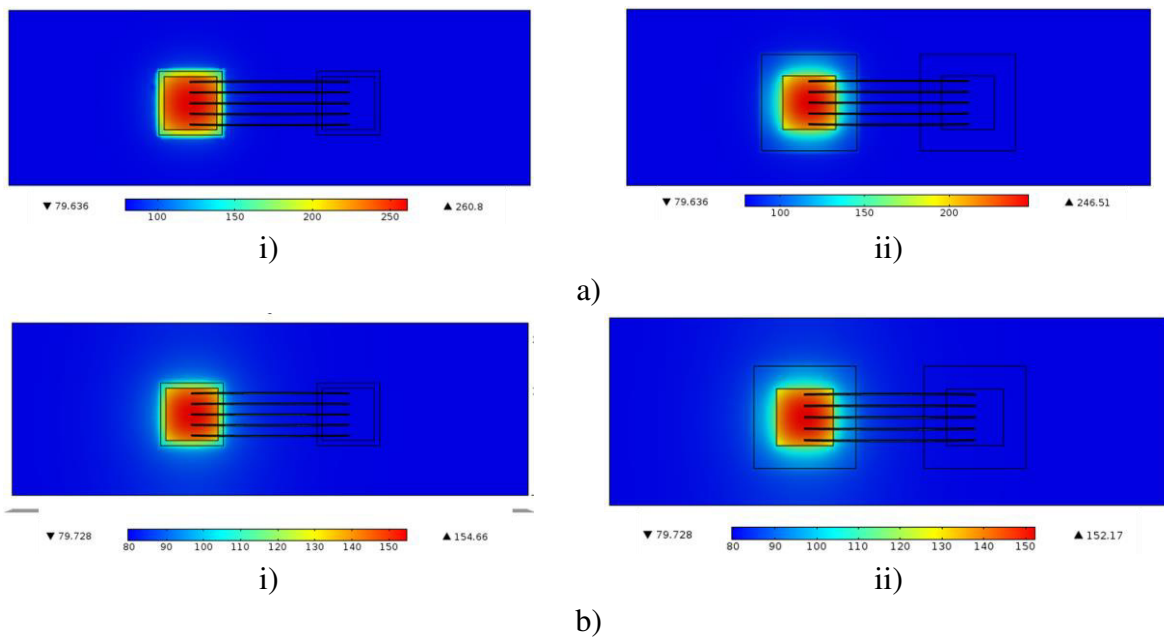 ▼ 79.636 100 150 200 250 ▲ 260.8
i)
▼ 79.636 100 150 200 ▲ 246.51
ii)
a)
▼ 79.728 80 90 100 110 120 130 140 150 ▲ 154.66
i)
▼ 79.728 80 90 100 110 120 130 140 150 ▲ 152.17
ii)
b)